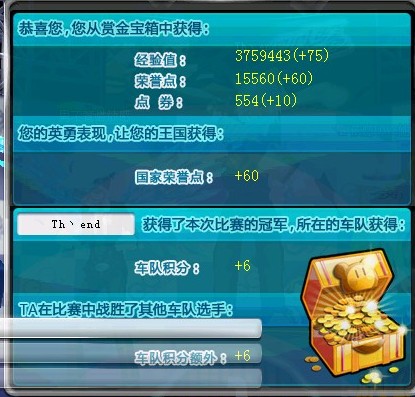 恭喜您,您从赏金宝箱中获得:
经验值: 3759443(+75)
荣誉点: 15560(+60)
点 券: 554(+10)
您的英勇表现,让您的王国获得:
国家荣誉点: +60
Th丶end 获得了本次比赛的冠军,所在的车队获得:
车队积分: +6
TA在比赛中战胜了其他车队选手:
车队积分额外: +6